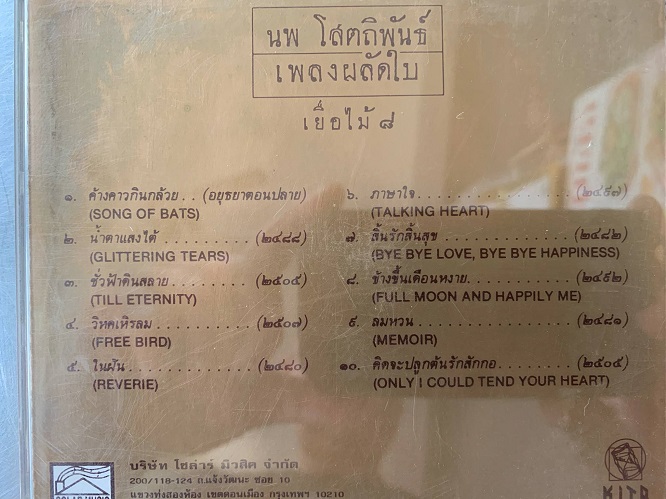 นพ โสตถิพันธ์
เพลงผลัดใบ
เยื่อไม้ ๘
๑. ค้างคาวกินกล้วย . . (อยุธยาตอนปลาย)
(SONG OF BATS)
๒. น้ำตาแสงไต้ . . . . . . . . . . (๒๔๘๘)
(GLITTERING TEARS)
๓. ชั่วฟ้าดินสลาย . . . . . . . . . . (๒๕๐๕)
(TILL ETERNITY)
๔. วิหคเหิรลม . . . . . . . . . . . . (๒๕๐๗)
(FREE BIRD)
๕. ในฝัน . . . . . . . . . . . . . . . (๒๔๘๐)
(REVERIE)
๖. ภาษาใจ . . . . . . . . . . . . . . . (๒๔๙๗)
(TALKING HEART)
๗. สิ้นรักสิ้นสุข . . . . . . . . . . . . (๒๔๘๒)
(BYE BYE LOVE, BYE BYE HAPPINESS)
๘. ข้างขึ้นเดือนหงาย . . . . . . . . . (๒๔๙๒)
(FULL MOON AND HAPPILY ME)
๙. ลมหวน . . . . . . . . . . . . . . . (๒๔๘๑)
(MEMOIR)
๑๐. คิดจะปลูกต้นรักสักกอ . . . . . . (๒๕๐๕)
(ONLY I COULD TEND YOUR HEART)
บริษัท โซล่าร์ มิวสิค จำกัด
200/118-124 ถ.แจ้งวัฒนะ ซอย 10
แขวงทุ่งสองห้อง เขตดอนเมือง กรุงเทพฯ 10210
SOLAR MUSIC
KITA